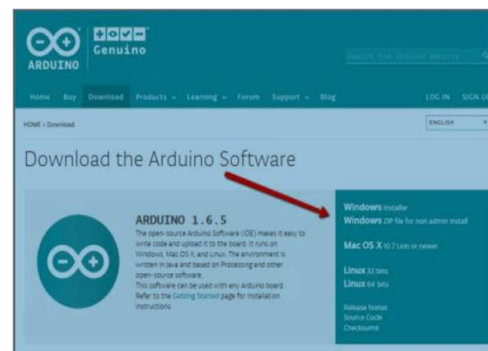 ARDUINO
Genuino
Search the Arduino Website
Home Buy Download Products Learning Forum Support Blog
LOG IN SIGN U
HOME > Download
ENGLISH
Download the Arduino Software
ARDUINO 1.6.5
The open-source Arduino Software (IDE) makes it easy to
write code and upload it to the board. It runs on
Windows, Mac OS X, and Linux. The environment is
written in Java and based on Processing and other
open-source software.
This software can be used with any Arduino board.
Refer to the Getting Started page for Installation
instructions.
Windows Installer
Windows ZIP file for non admin install
Mac OS X 10.7 Lion or newer
Linux 32 bits
Linux 64 bits
Release Notes
Source Code
Checksums